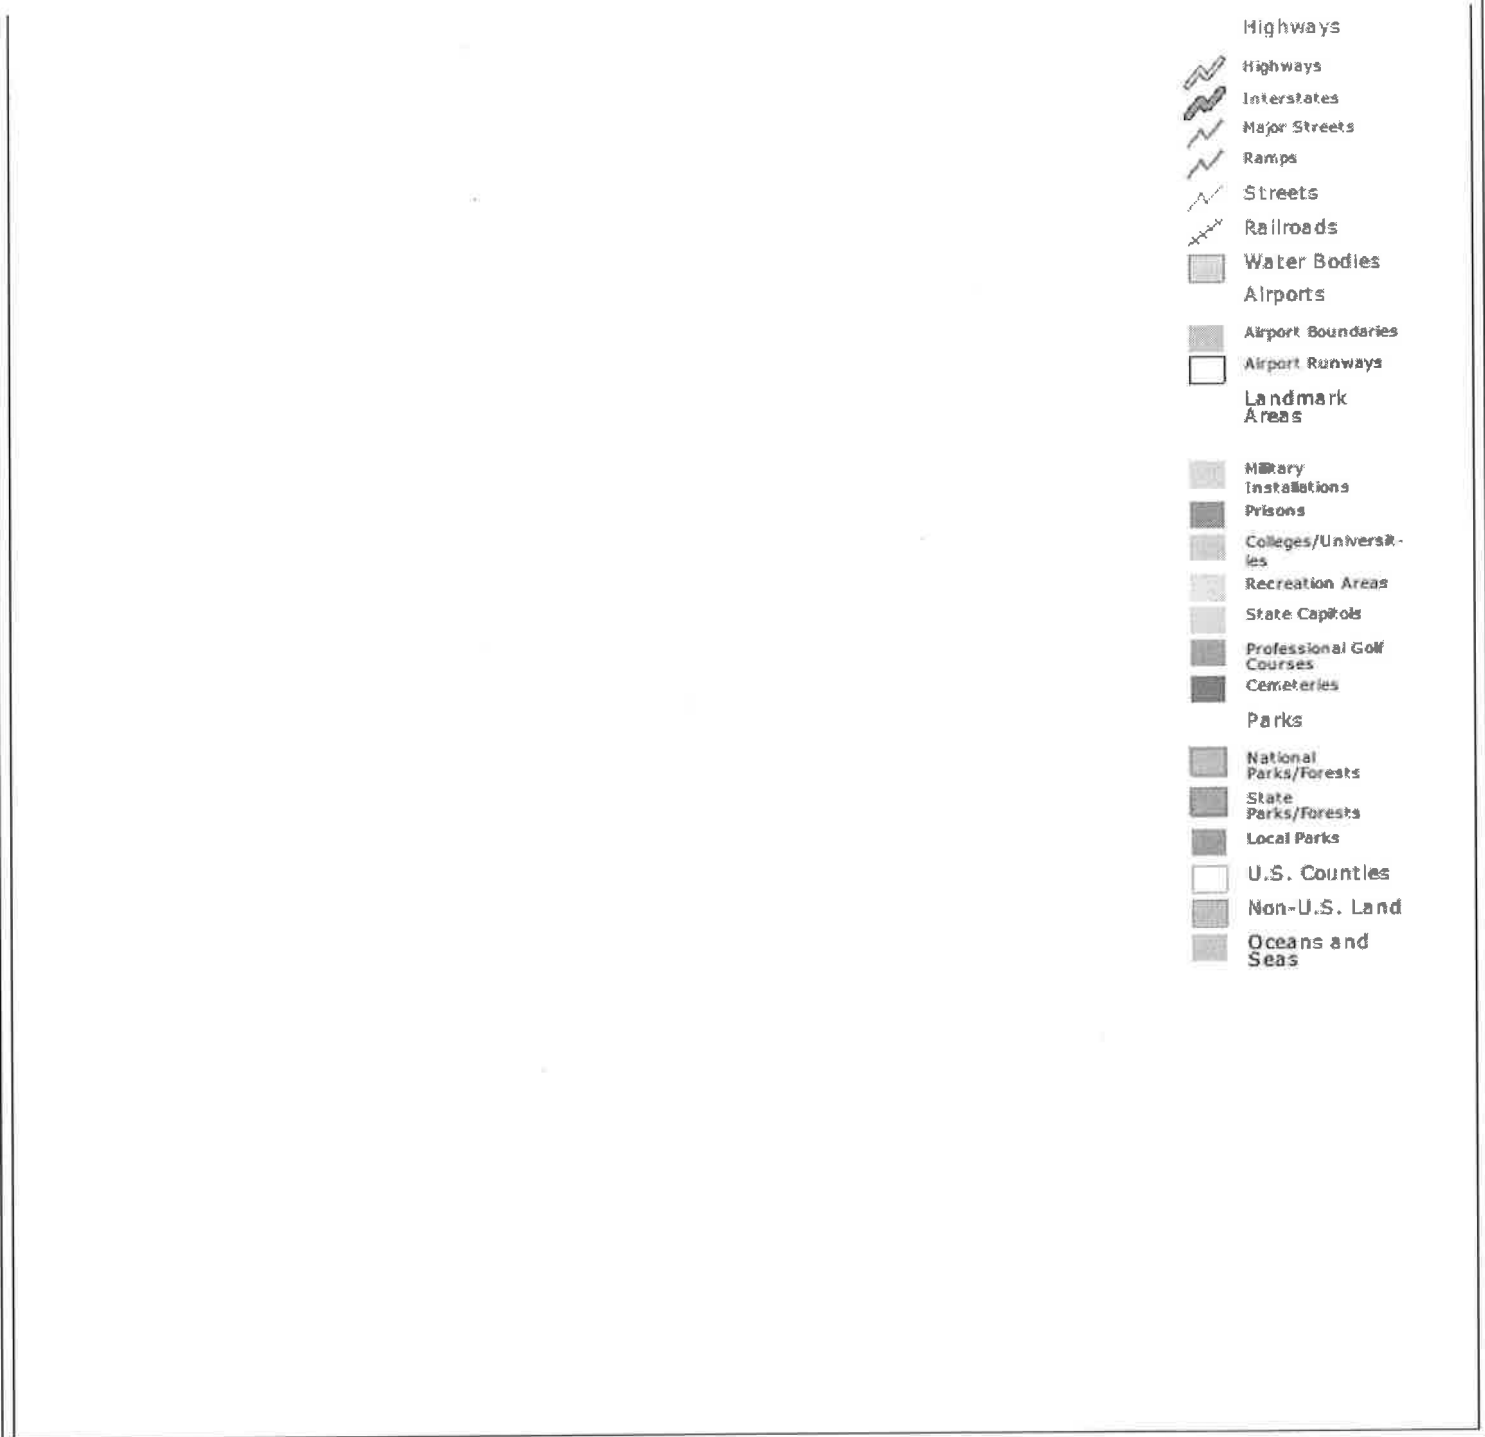 Highways
Highways
Interstates
Major Streets
Ramps
Streets
Railroads
Water Bodies
Airports
Airport Boundaries
Airport Runways
Landmark
Areas
Military
Installations
Prisons
Colleges/Universit-
ies
Recreation Areas
State Capitols
Professional Golf
Courses
Cemeteries
Parks
National
Parks/Forests
State
Parks/Forests
Local Parks
U.S. Counties
Non-U.S. Land
Oceans and
Seas